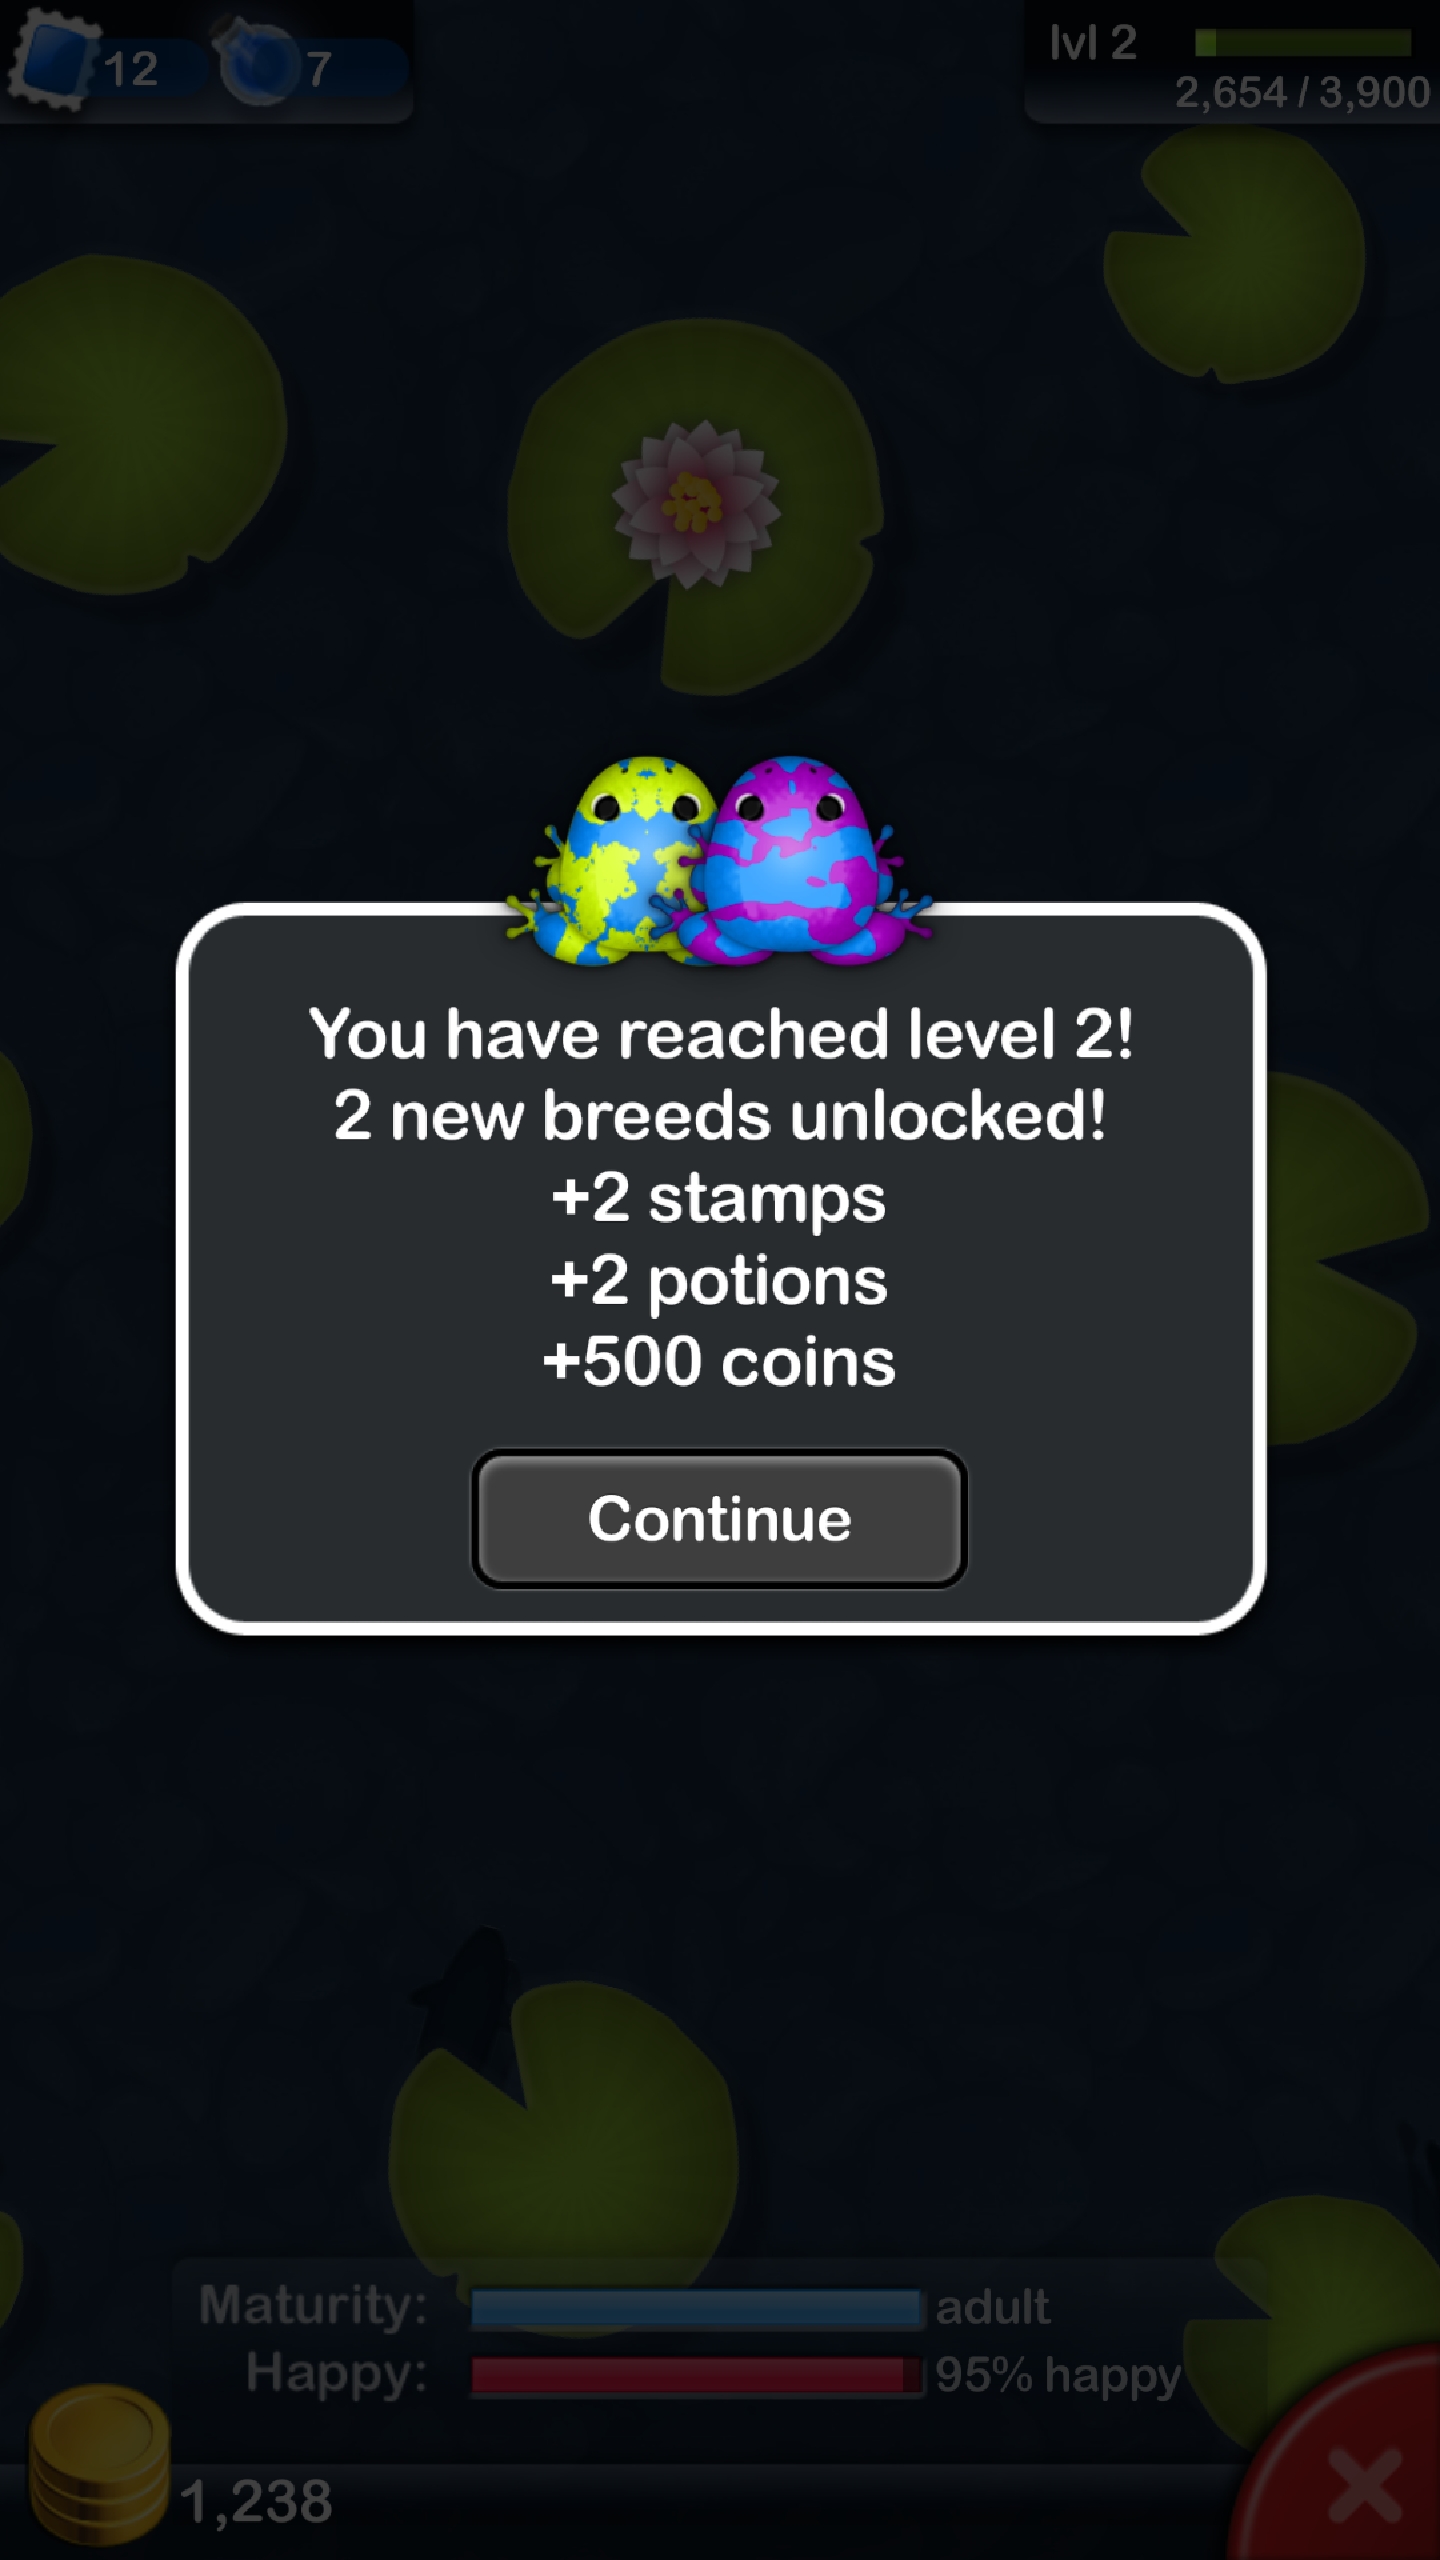 12
7
lvl 2
2,654 / 3,900
You have reached level 2!
2 new breeds unlocked!
+2 stamps
+2 potions
+500 coins
Continue
Maturity: adult
Happy: 95% happy
1,238